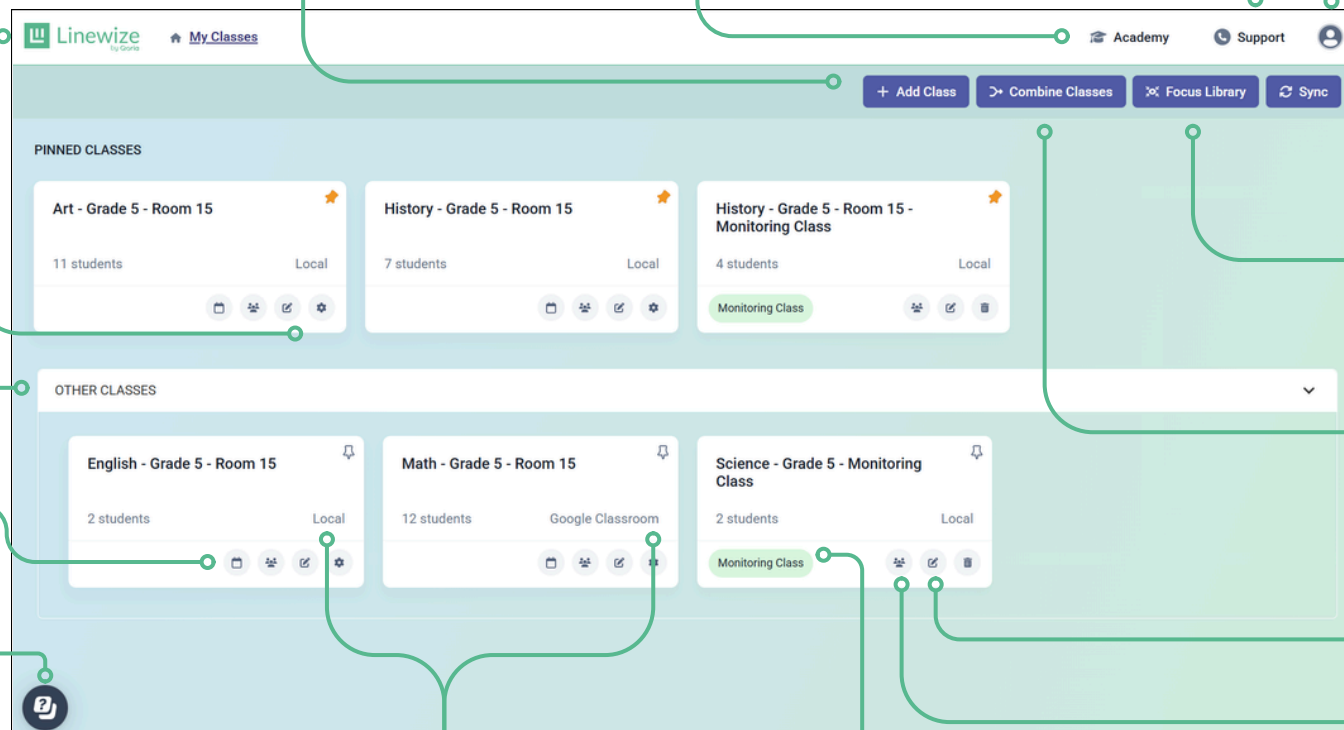 Linewize
by Qoria
My Classes
Academy
Support
+ Add Class
Combine Classes
Focus Library
Sync
PINNED CLASSES
Art - Grade 5 - Room 15
11 students
Local
History - Grade 5 - Room 15
7 students
Local
History - Grade 5 - Room 15 -
Monitoring Class
4 students
Local
Monitoring Class
OTHER CLASSES
English - Grade 5 - Room 15
2 students
Local
Math - Grade 5 - Room 15
12 students
Google Classroom
Science - Grade 5 - Monitoring
Class
2 students
Local
Monitoring Class
?